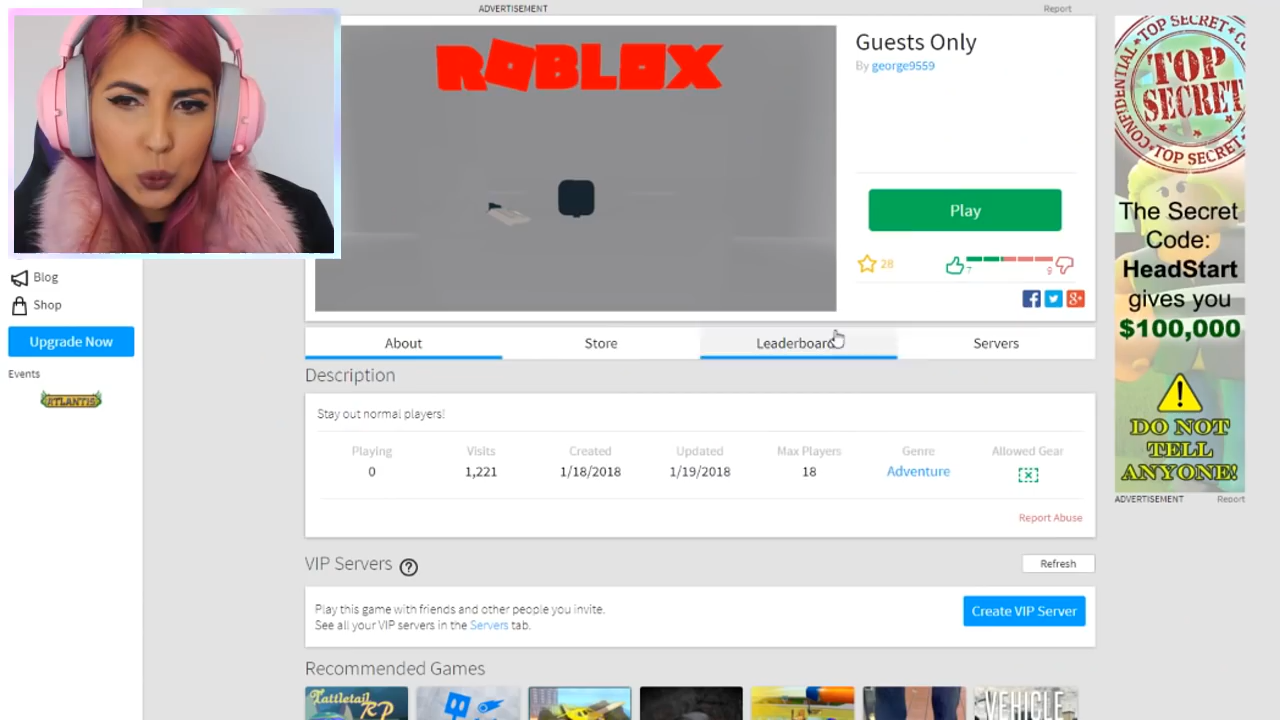 ADVERTISEMENT
Report
ROBLOX
Guests Only
By george9559
Play
28
7
9
Blog
Shop
Upgrade Now
Events
ATLANTIS
About
Store
Leaderboard
Servers
Description
Stay out normal players!
Playing
Visits
Created
Updated
Max Players
Genre
Allowed Gear
0
1,221
1/18/2018
1/19/2018
18
Adventure
Report Abuse
VIP Servers
Refresh
Play this game with friends and other people you invite.
See all your VIP servers in the Servers tab.
Create VIP Server
Recommended Games
Tattletail
RP
VEHICLE
TOP SECRET
CONFIDENTIAL
TOP
SECRET
TOP SECRET
The Secret
Code:
HeadStart
gives you
$100,000
DO NOT
TELL
ANYONE!
ADVERTISEMENT
Report